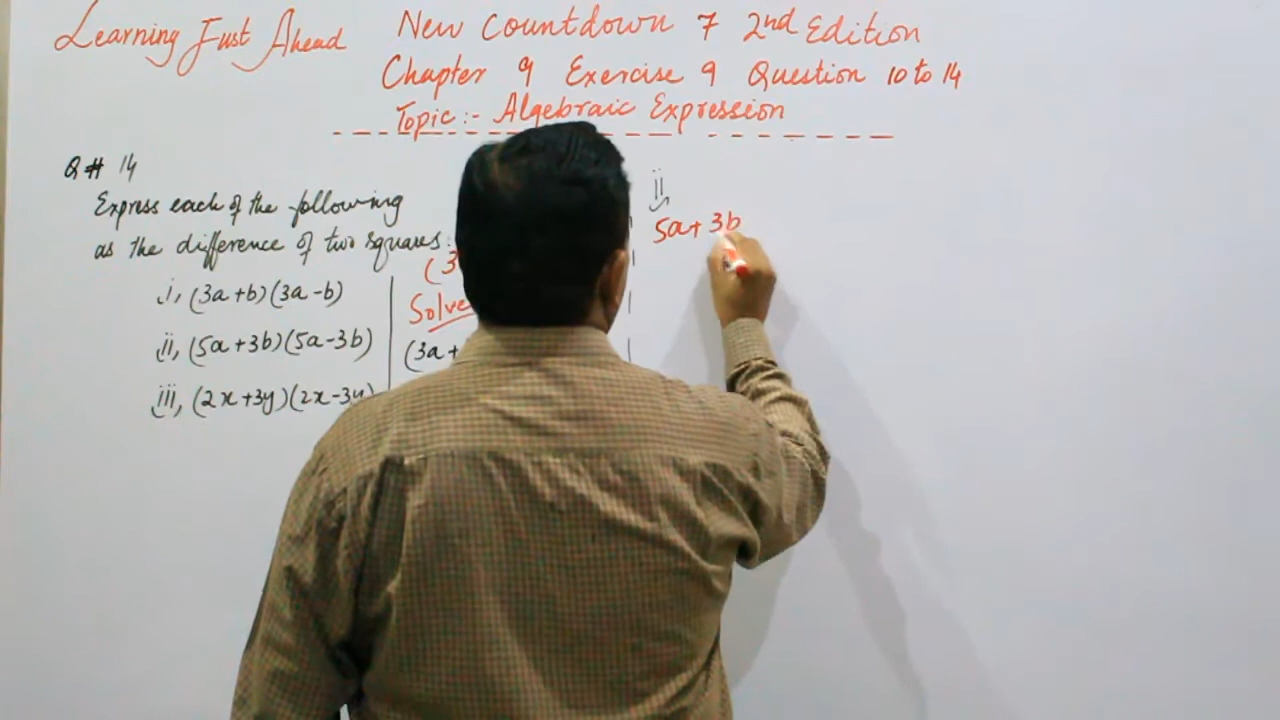 Learning Just Ahead
New Countdown 7 2nd Edition
Chapter 9 Exercise 9 Question 10 to 14
Topic :- Algebraic Expression
Q# 14
Express each of the following
as the difference of two squares:
i, (3a+b)(3a-b)
ii, (5a+3b)(5a-3b)
iii, (2x+3y)(2x-3y)
(3
Solve
(3a+
ii
5a+ 3b